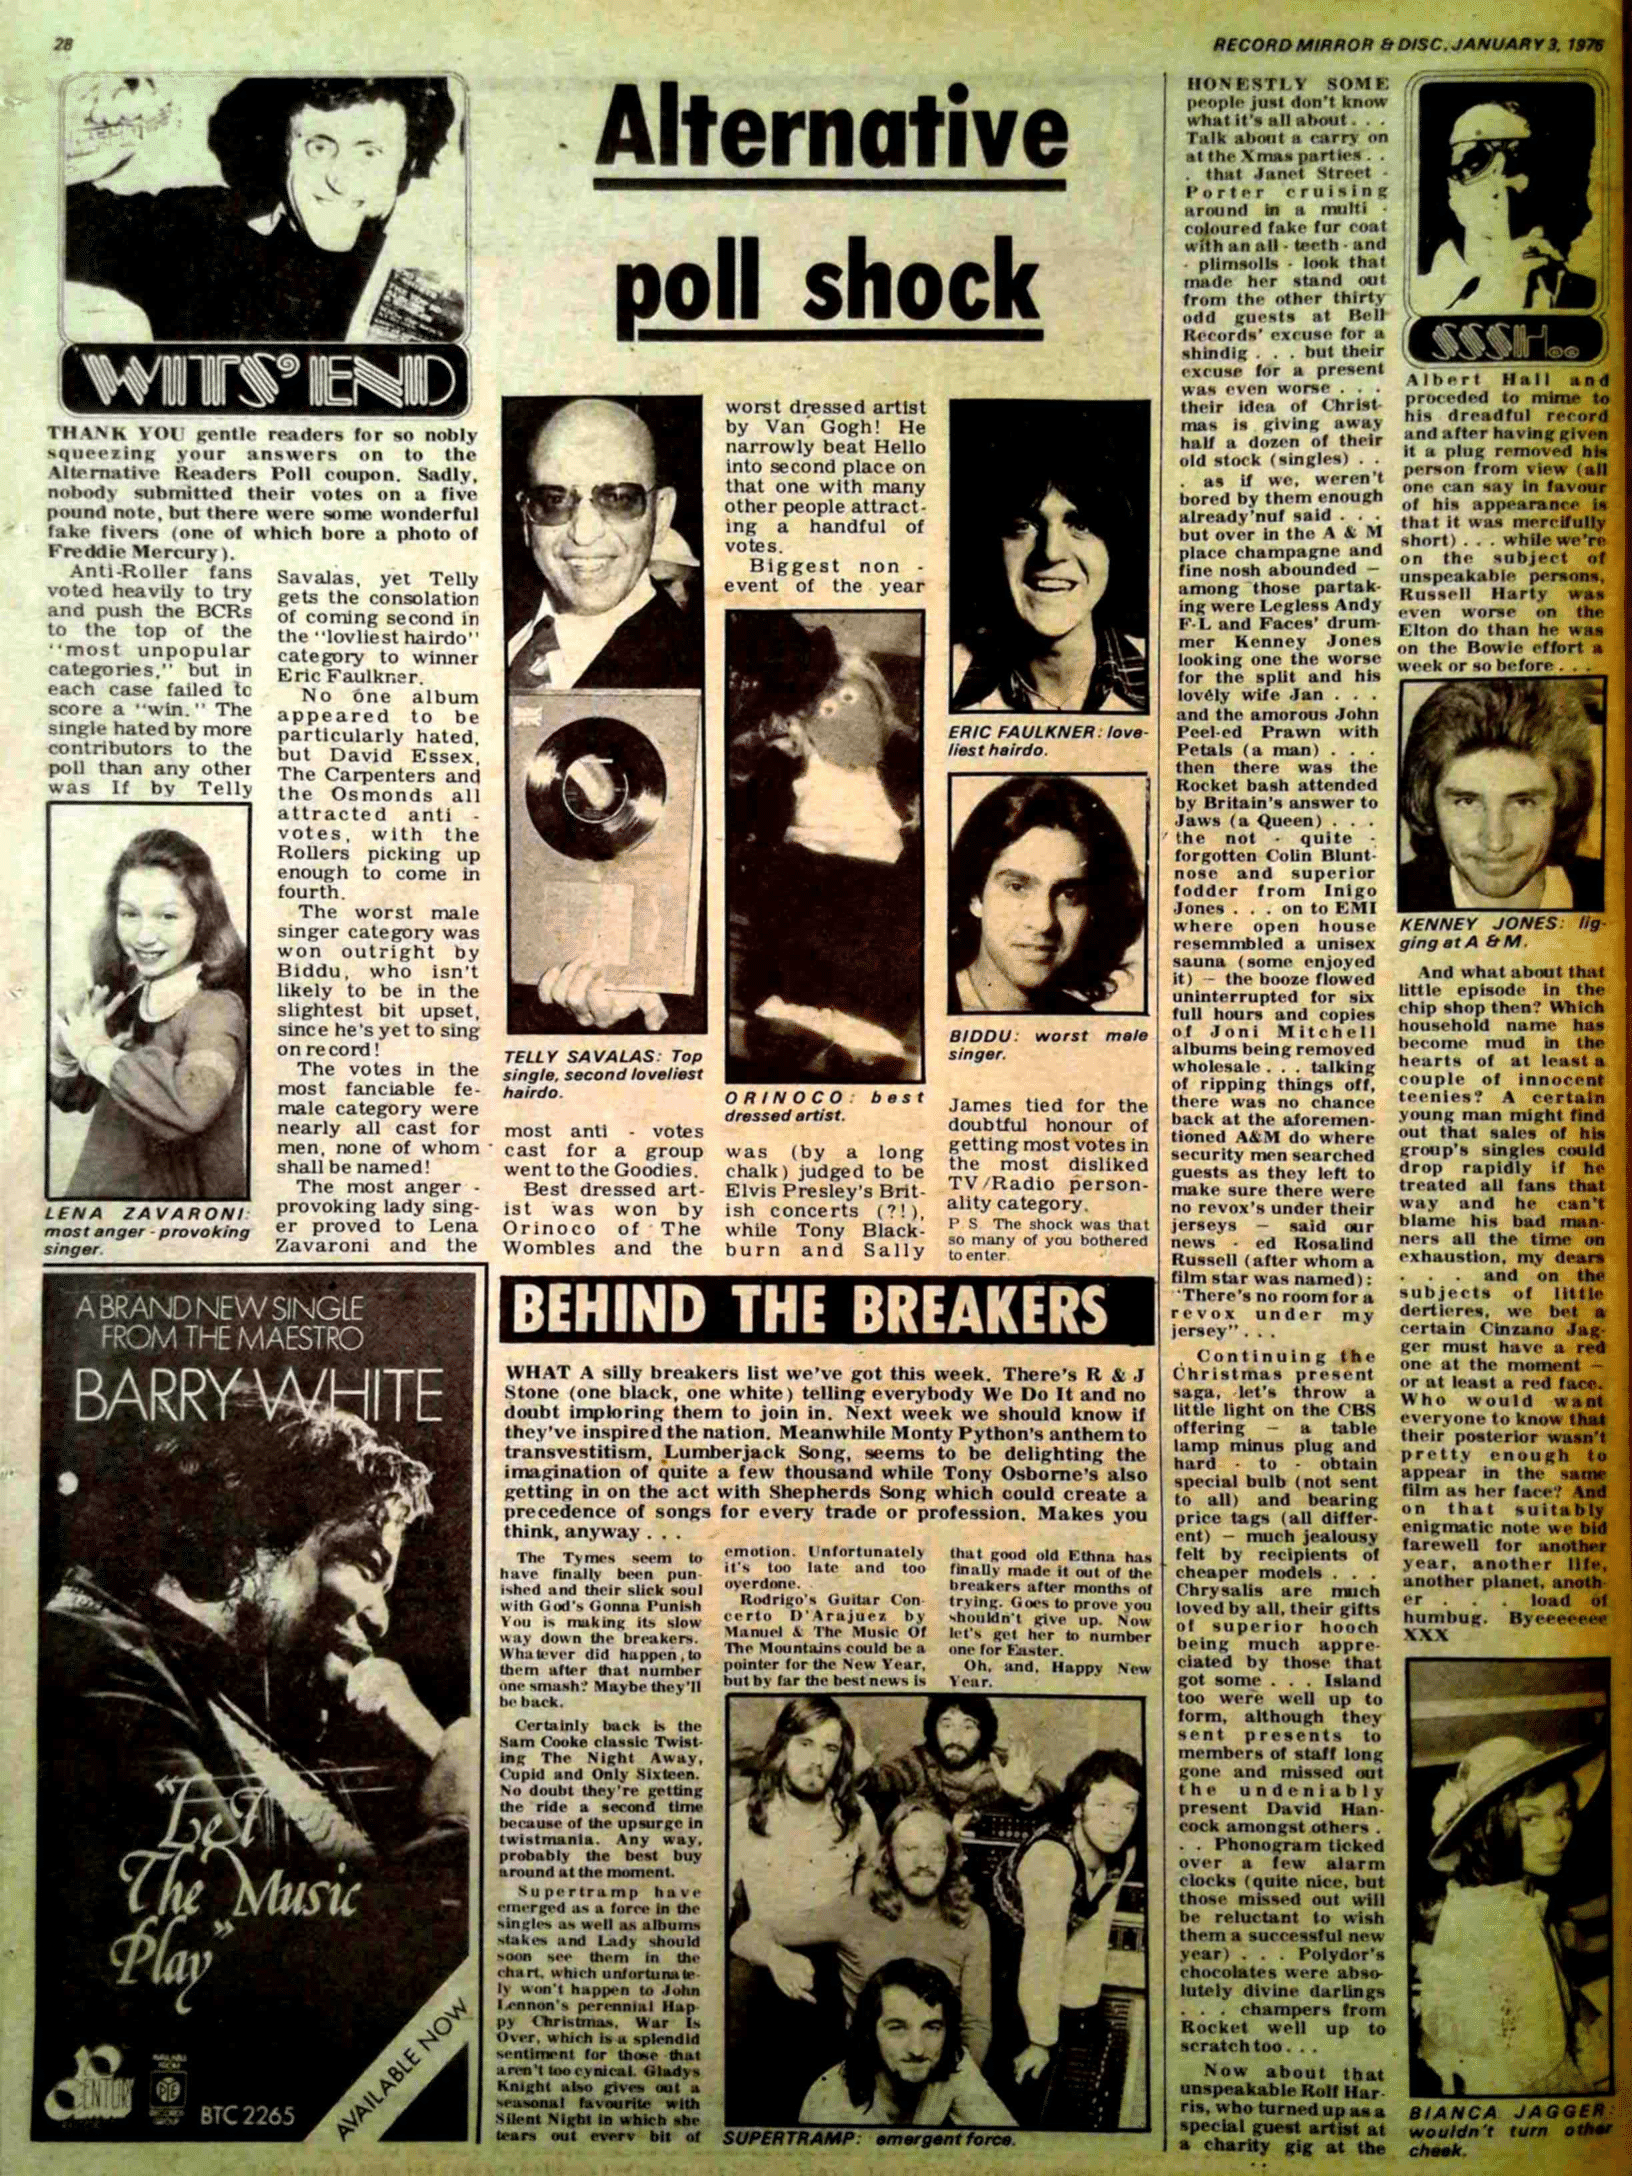 28
RECORD MIRROR & DISC, JANUARY 3, 1976
Alternative
poll shock
WITS' END
THANK YOU gentle readers for so nobly
squeezing your answers on to the
Alternative Readers Poll coupon. Sadly,
nobody submitted their votes on a five
pound note, but there were some wonderful
fake fivers (one of which bore a photo of
Freddie Mercury).
Anti-Roller fans
voted heavily to try
and push the BCRs
to the top of the
"most unpopular
categories," but in
each case failed to
score a "win." The
single hated by more
contributors to the
poll than any other
was If by Telly
LENA ZAVARONI:
most anger - provoking
singer.
Savalas, yet Telly
gets the consolation
of coming second in
the "lovliest hairdo"
category to winner
Eric Faulkner.
No one album
appeared to be
particularly hated,
but David Essex,
The Carpenters and
the Osmonds all
attracted anti -
votes, with the
Rollers picking up
enough to come in
fourth.
The worst male
singer category was
won outright by
Biddu, who isn't
likely to be in the
slightest bit upset,
since he's yet to sing
on record!
The votes in the
most fanciable fe-
male category were
nearly all cast for
men, none of whom
shall be named!
The most anger -
provoking lady sing-
er proved to Lena
Zavaroni and the
TELLY SAVALAS: Top
single, second loveliest
hairdo.
most anti - votes
cast for a group
went to the Goodies.
Best dressed art-
ist was won by
Orinoco of The
Wombles and the
worst dressed artist
by Van Gogh! He
narrowly beat Hello
into second place on
that one with many
other people attract-
ing a handful of
votes.
Biggest non -
event of the year
ORINOCO: best
dressed artist.
was (by a long
chalk) judged to be
Elvis Presley's Brit-
ish concerts (?!),
while Tony Black-
burn and Sally
ERIC FAULKNER: love-
liest hairdo.
BIDDU: worst male
singer.
James tied for the
doubtful honour of
getting most votes in
the most disliked
TV/Radio person-
ality category.
P.S. The shock was that
so many of you bothered
to enter.
A BRAND NEW SINGLE
FROM THE MAESTRO
BARRY WHITE
"Let
The Music
Play"
AVAILABLE NOW
20TH CENTURY
AVAILABLE FROM
PYE
RECORDS
GROUP
BTC 2265
BEHIND THE BREAKERS
WHAT A silly breakers list we've got this week. There's R & J
Stone (one black, one white) telling everybody We Do It and no
doubt imploring them to join in. Next week we should know if
they've inspired the nation. Meanwhile Monty Python's anthem to
transvestitism, Lumberjack Song, seems to be delighting the
imagination of quite a few thousand while Tony Osborne's also
getting in on the act with Shepherds Song which could create a
precedence of songs for every trade or profession. Makes you
think, anyway . . .
The Tymes seem to
have finally been pun-
ished and their slick soul
with God's Gonna Punish
You is making its slow
way down the breakers.
Whatever did happen, to
them after that number
one smash? Maybe they'll
be back.
Certainly back is the
Sam Cooke classic Twist-
ing The Night Away,
Cupid and Only Sixteen.
No doubt they're getting
the ride a second time
because of the upsurge in
twistmania. Any way,
probably the best buy
around at the moment.
Supertramp have
emerged as a force in the
singles as well as albums
stakes and Lady should
soon see them in the
chart, which unfortunate-
ly won't happen to John
Lennon's perennial Hap-
py Christmas, War Is
Over, which is a splendid
sentiment for those that
aren't too cynical. Gladys
Knight also gives out a
seasonal favourite with
Silent Night in which she
tears out every bit of
emotion. Unfortunately
it's too late and too
overdone.
Rodrigo's Guitar Con-
certo D'Arajuez by
Manuel & The Music Of
The Mountains could be a
pointer for the New Year,
but by far the best news is
that good old Ethna has
finally made it out of the
breakers after months of
trying. Goes to prove you
shouldn't give up. Now
let's get her to number
one for Easter.
Oh, and, Happy New
Year.
SUPERTRAMP: emergent force.
HONESTLY SOME
people just don't know
what it's all about . . .
Talk about a carry on
at the Xmas parties . .
. that Janet Street -
Porter cruising
around in a multi -
coloured fake fur coat
with an all - teeth - and
- plimsolls - look that
made her stand out
from the other thirty
odd guests at Bell
Records' excuse for a
shindig . . . but their
excuse for a present
was even worse . . .
their idea of Christ-
mas is giving away
half a dozen of their
old stock (singles) . .
. as if we, weren't
bored by them enough
already'nuf said . . .
but over in the A & M
place champagne and
fine nosh abounded —
among those partak-
ing were Legless Andy
F-L and Faces' drum-
mer Kenney Jones
looking one the worse
for the split and his
lovely wife Jan . . .
and the amorous John
Peel-ed Prawn with
Petals (a man) . . .
then there was the
Rocket bash attended
by Britain's answer to
Jaws (a Queen) . . .
the not - quite -
forgotten Colin Blunt-
nose and superior
fodder from Inigo
Jones . . . on to EMI
where open house
resemmbled a unisex
sauna (some enjoyed
it) — the booze flowed
uninterrupted for six
full hours and copies
of Joni Mitchell
albums being removed
wholesale . . . talking
of ripping things off,
there was no chance
back at the aforemen-
tioned A&M do where
security men searched
guests as they left to
make sure there were
no revox's under their
jerseys — said our
news - ed Rosalind
Russell (after whom a
film star was named):
"There's no room for a
revox under my
jersey" . . .
Continuing the
Christmas present
saga, let's throw a
little light on the CBS
offering — a table
lamp minus plug and
hard - to - obtain
special bulb (not sent
to all) and bearing
price tags (all differ-
ent) — much jealousy
felt by recipients of
cheaper models . . .
Chrysalis are much
loved by all, their gifts
of superior hooch
being much appre-
ciated by those that
got some . . . Island
too were well up to
form, although they
sent presents to
members of staff long
gone and missed out
the undeniably
present David Han-
cock amongst others .
. . Phonogram ticked
over a few alarm
clocks (quite nice, but
those missed out will
be reluctant to wish
them a successful new
year) . . . Polydor's
chocolates were abso-
lutely divine darlings
. . . champers from
Rocket well up to
scratch too . . .
Now about that
unspeakable Rolf Har-
ris, who turned up as a
special guest artist at
a charity gig at the
SSSH...
Albert Hall and
proceded to mime to
his dreadful record
and after having given
it a plug removed his
person from view (all
one can say in favour
of his appearance is
that it was mercifully
short) . . . while we're
on the subject of
unspeakable persons,
Russell Harty was
even worse on the
Elton do than he was
on the Bowie effort a
week or so before . . .
KENNEY JONES: lig-
ging at A & M.
And what about that
little episode in the
chip shop then? Which
household name has
become mud in the
hearts of at least a
couple of innocent
teenies? A certain
young man might find
out that sales of his
group's singles could
drop rapidly if he
treated all fans that
way and he can't
blame his bad man-
ners all the time on
exhaustion, my dears
. . . and on the
subjects of little
dertieres, we bet a
certain Cinzano Jag-
ger must have a red
one at the moment —
or at least a red face.
Who would want
everyone to know that
their posterior wasn't
pretty enough to
appear in the same
film as her face? And
on that suitably
enigmatic note we bid
farewell for another
year, another life,
another planet, anoth-
er . . . load of
humbug. Byeeeeeee
XXX
BIANCA JAGGER:
wouldn't turn other
cheek.